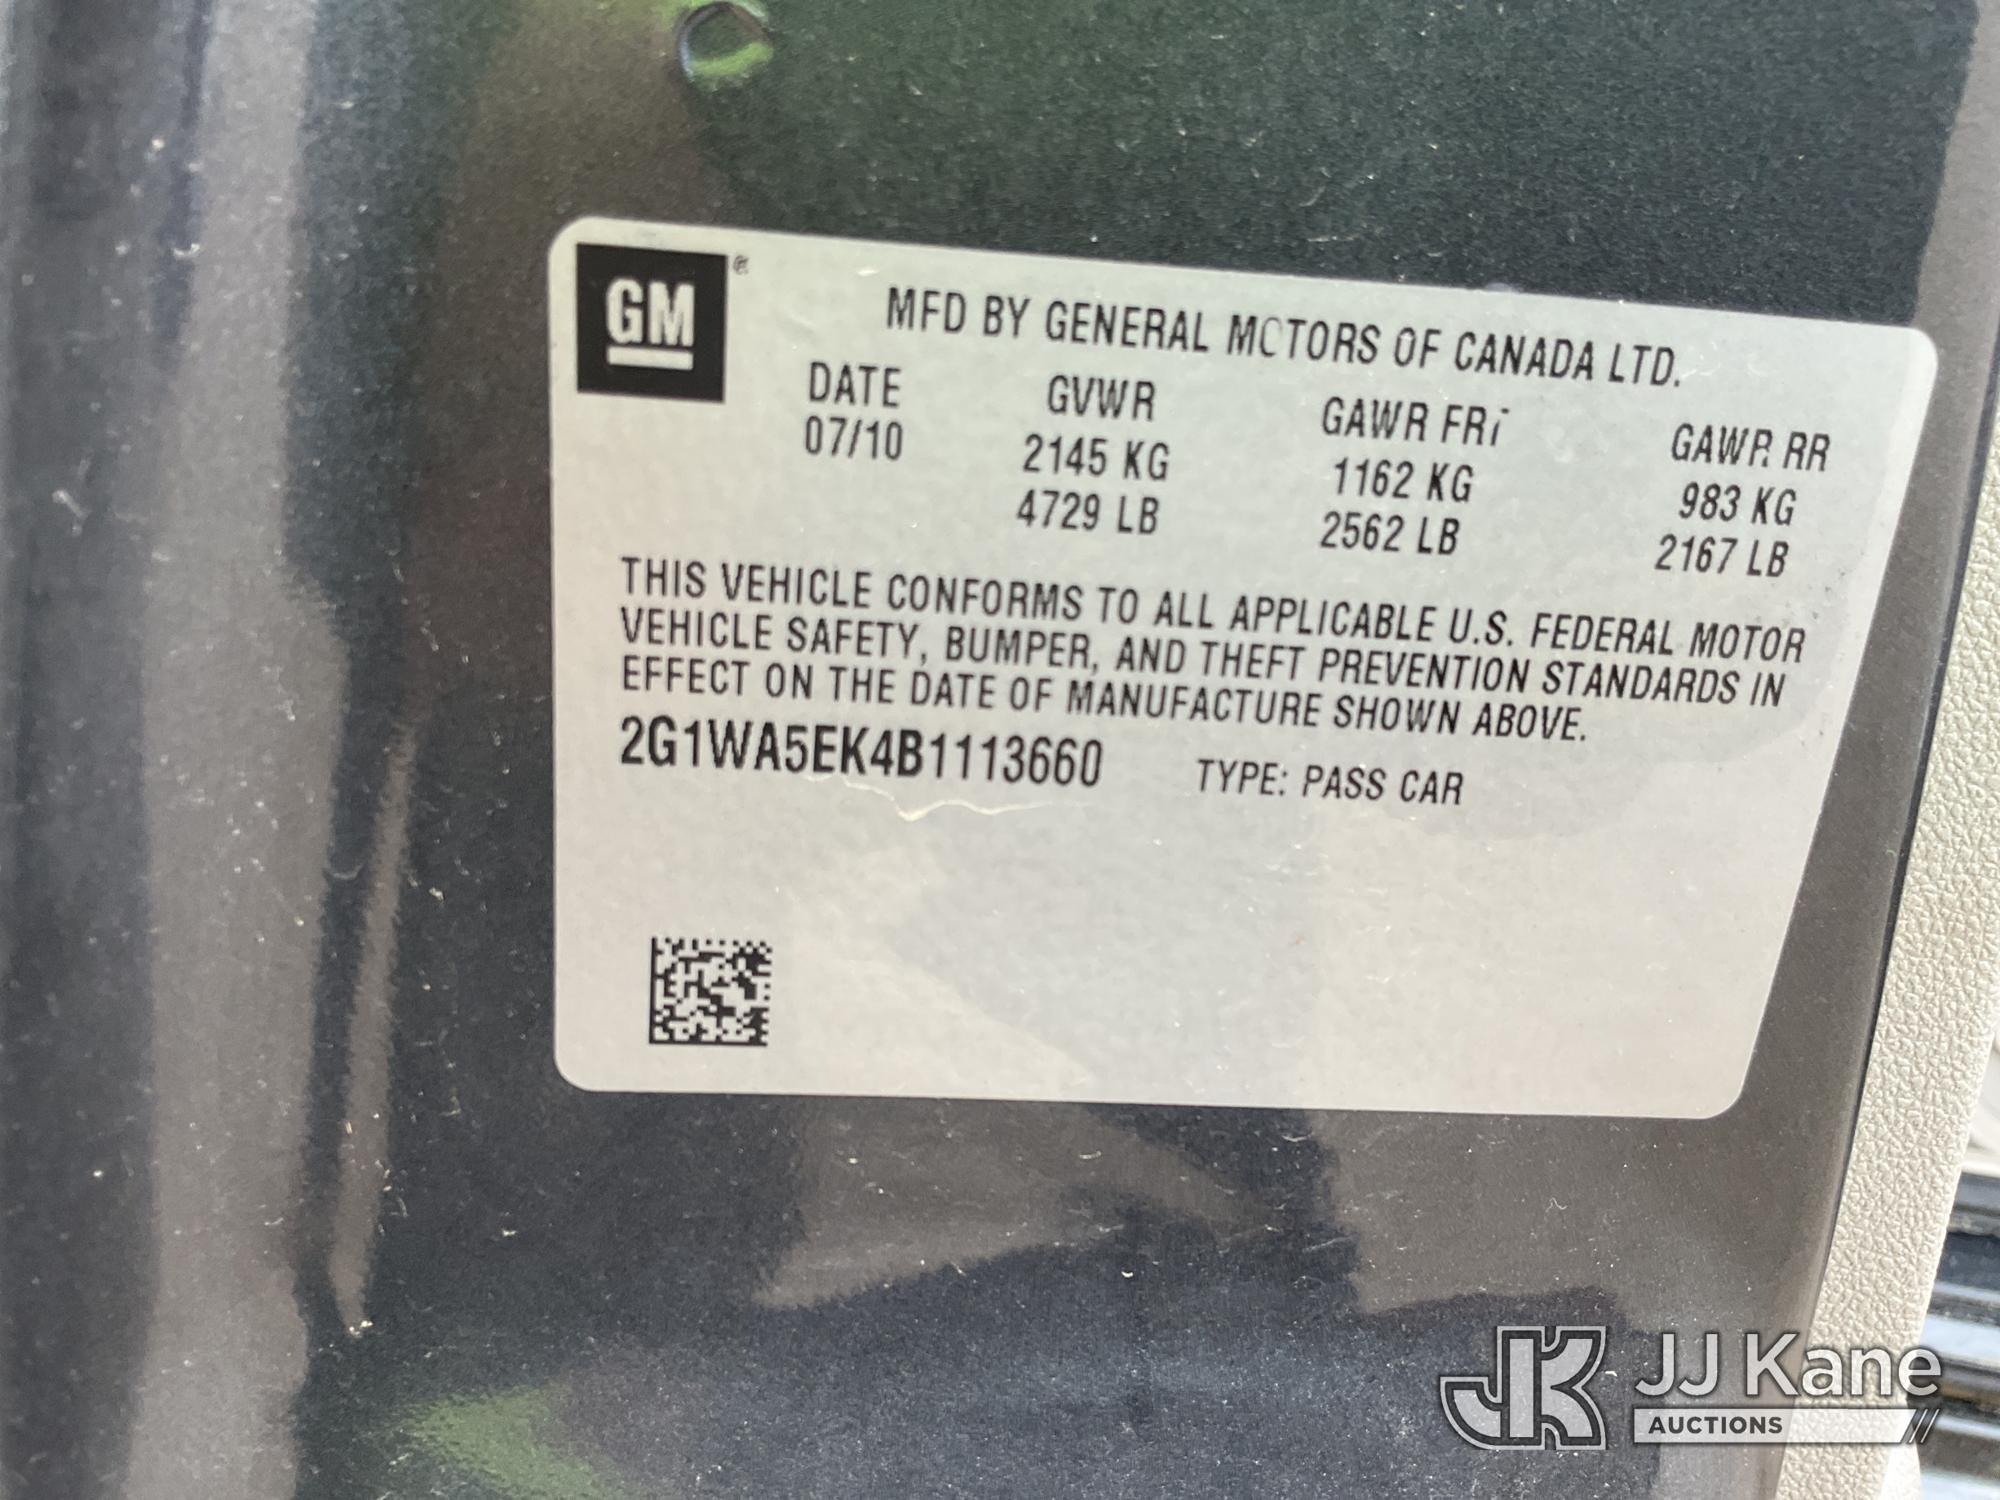 GM®
MFD BY GENERAL MOTORS OF CANADA LTD.
DATE GVWR GAWR FRT GAWR RR
07/10 2145 KG 1162 KG 983 KG
4729 LB 2562 LB 2167 LB
THIS VEHICLE CONFORMS TO ALL APPLICABLE U.S. FEDERAL MOTOR
VEHICLE SAFETY, BUMPER, AND THEFT PREVENTION STANDARDS IN
EFFECT ON THE DATE OF MANUFACTURE SHOWN ABOVE.
2G1WA5EK4B1113660 TYPE: PASS CAR
JK JJ Kane
AUCTIONS